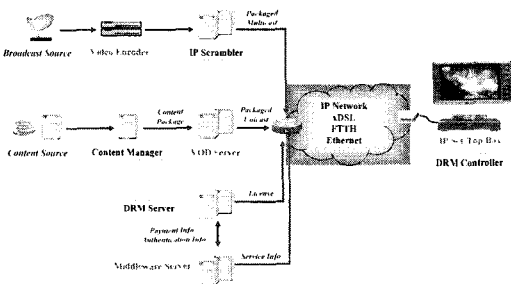 Packaged
Multicast
Broadcast Source
Video Encoder
IP Scrambler
Content
Package
Packaged
Unicast
IP Network
xDSL
FTTH
Ethernet
IP Set Top Box
DRM Controller
Content Source
Content Manager
VOD Server
DRM Server
License
Payment Info
Authentication Info
Middleware Server
Service Info